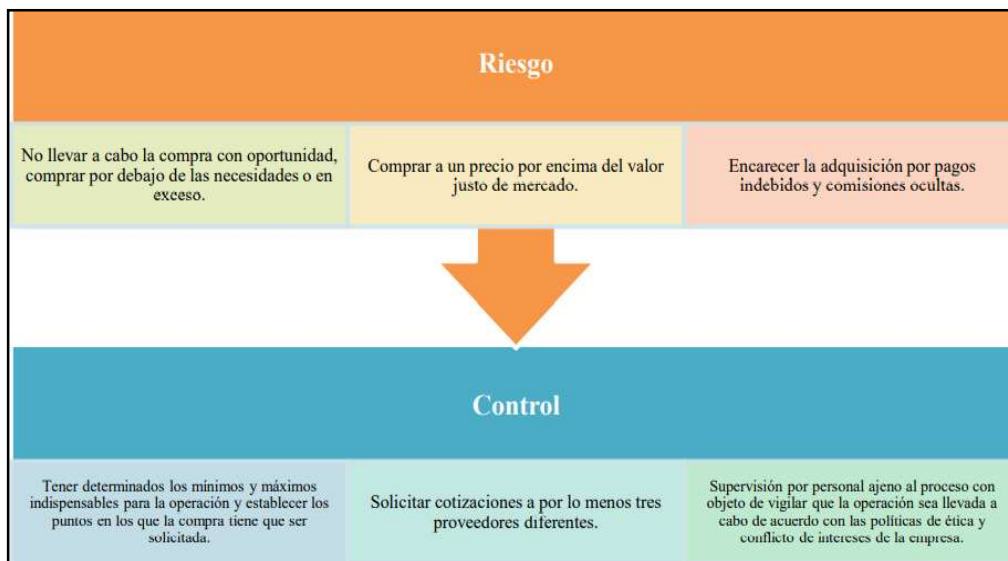 Riesgo
No llevar a cabo la compra con oportunidad,
comprar por debajo de las necesidades o en
exceso.
Comprar a un precio por encima del valor
justo de mercado.
Encarecer la adquisición por pagos
indebidos y comisiones ocultas.
Control
Tener determinados los mínimos y máximos
indispensables para la operación y establecer los
puntos en los que la compra tiene que ser
solicitada.
Solicitar cotizaciones a por lo menos tres
proveedores diferentes.
Supervisión por personal ajeno al proceso con
objeto de vigilar que la operación sea llevada a
cabo de acuerdo con las políticas de ética y
conflicto de intereses de la empresa.